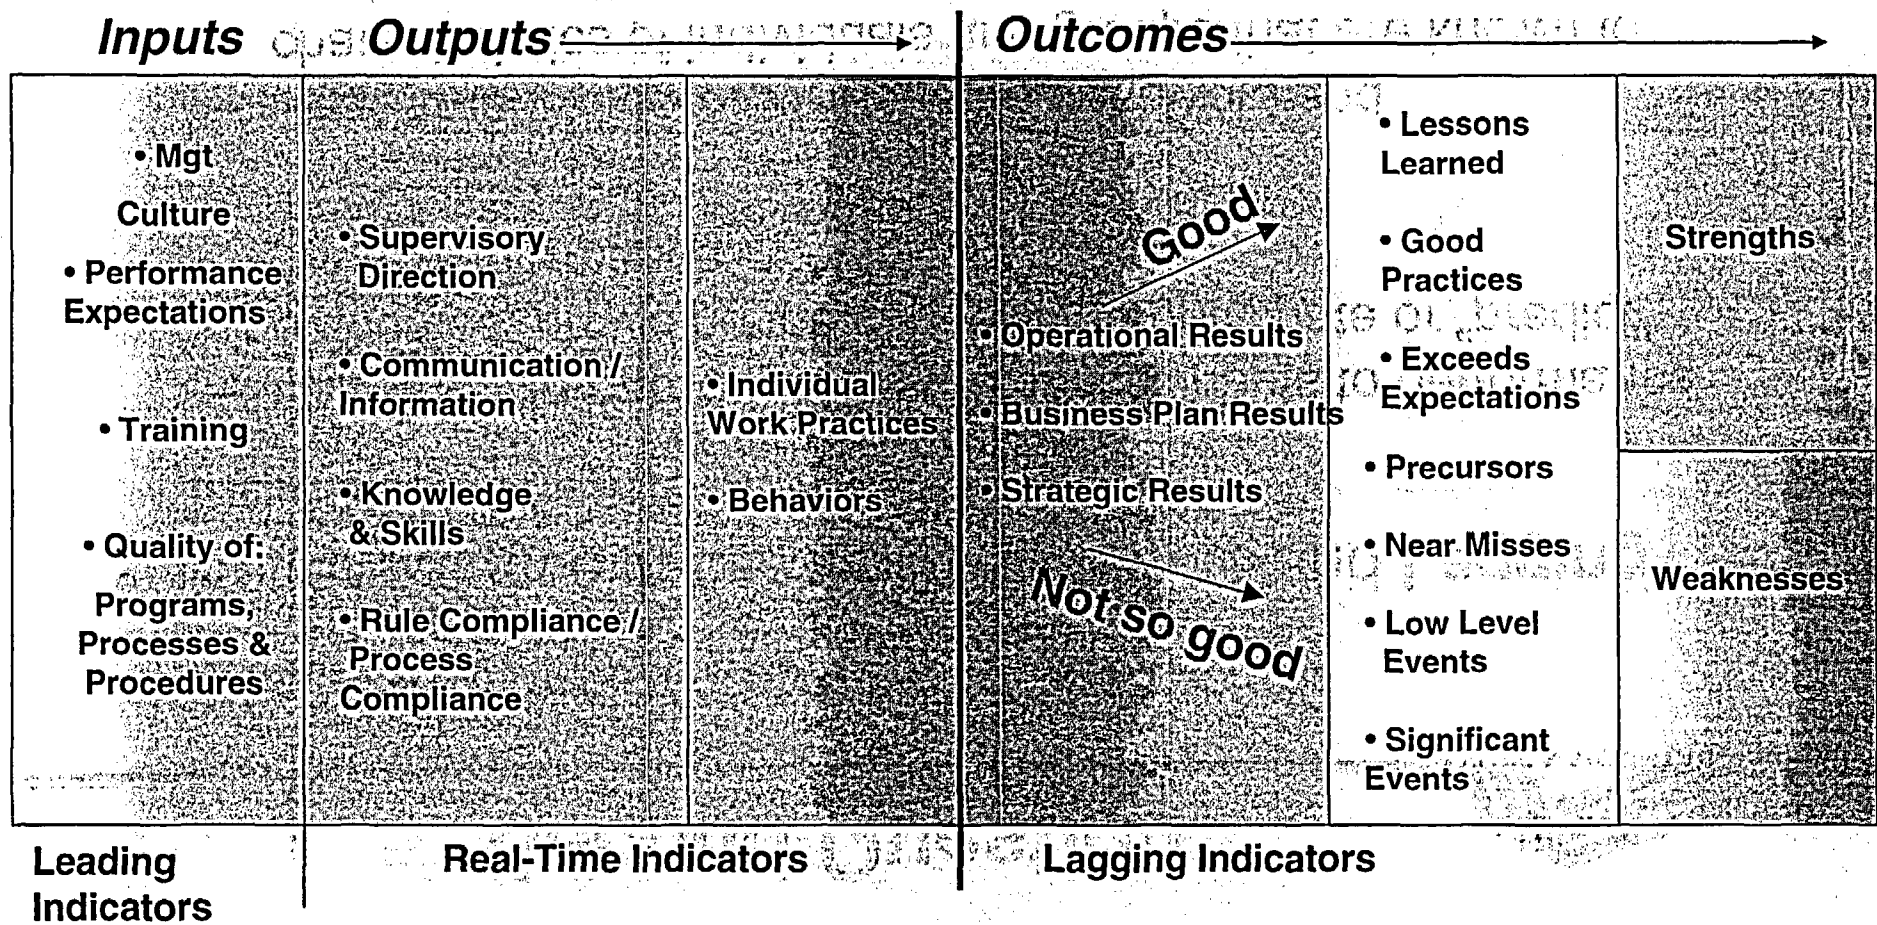 Inputs
Outputs
Outcomes
• Mgt
Culture
• Performance
Expectations
• Training
• Quality of:
Programs,
Processes &
Procedures
• Supervisory
Direction
• Communication /
Information
• Knowledge
& Skills
• Rule Compliance /
Process
Compliance
• Individual
Work Practices
• Behaviors
Good
• Operational Results
• Business Plan Results
• Strategic Results
Not so good
• Lessons
Learned
• Good
Practices
• Exceeds
Expectations
• Precursors
• Near Misses
• Low Level
Events
• Significant
Events
Strengths
Weaknesses
Leading
Indicators
Real-Time Indicators
Lagging Indicators